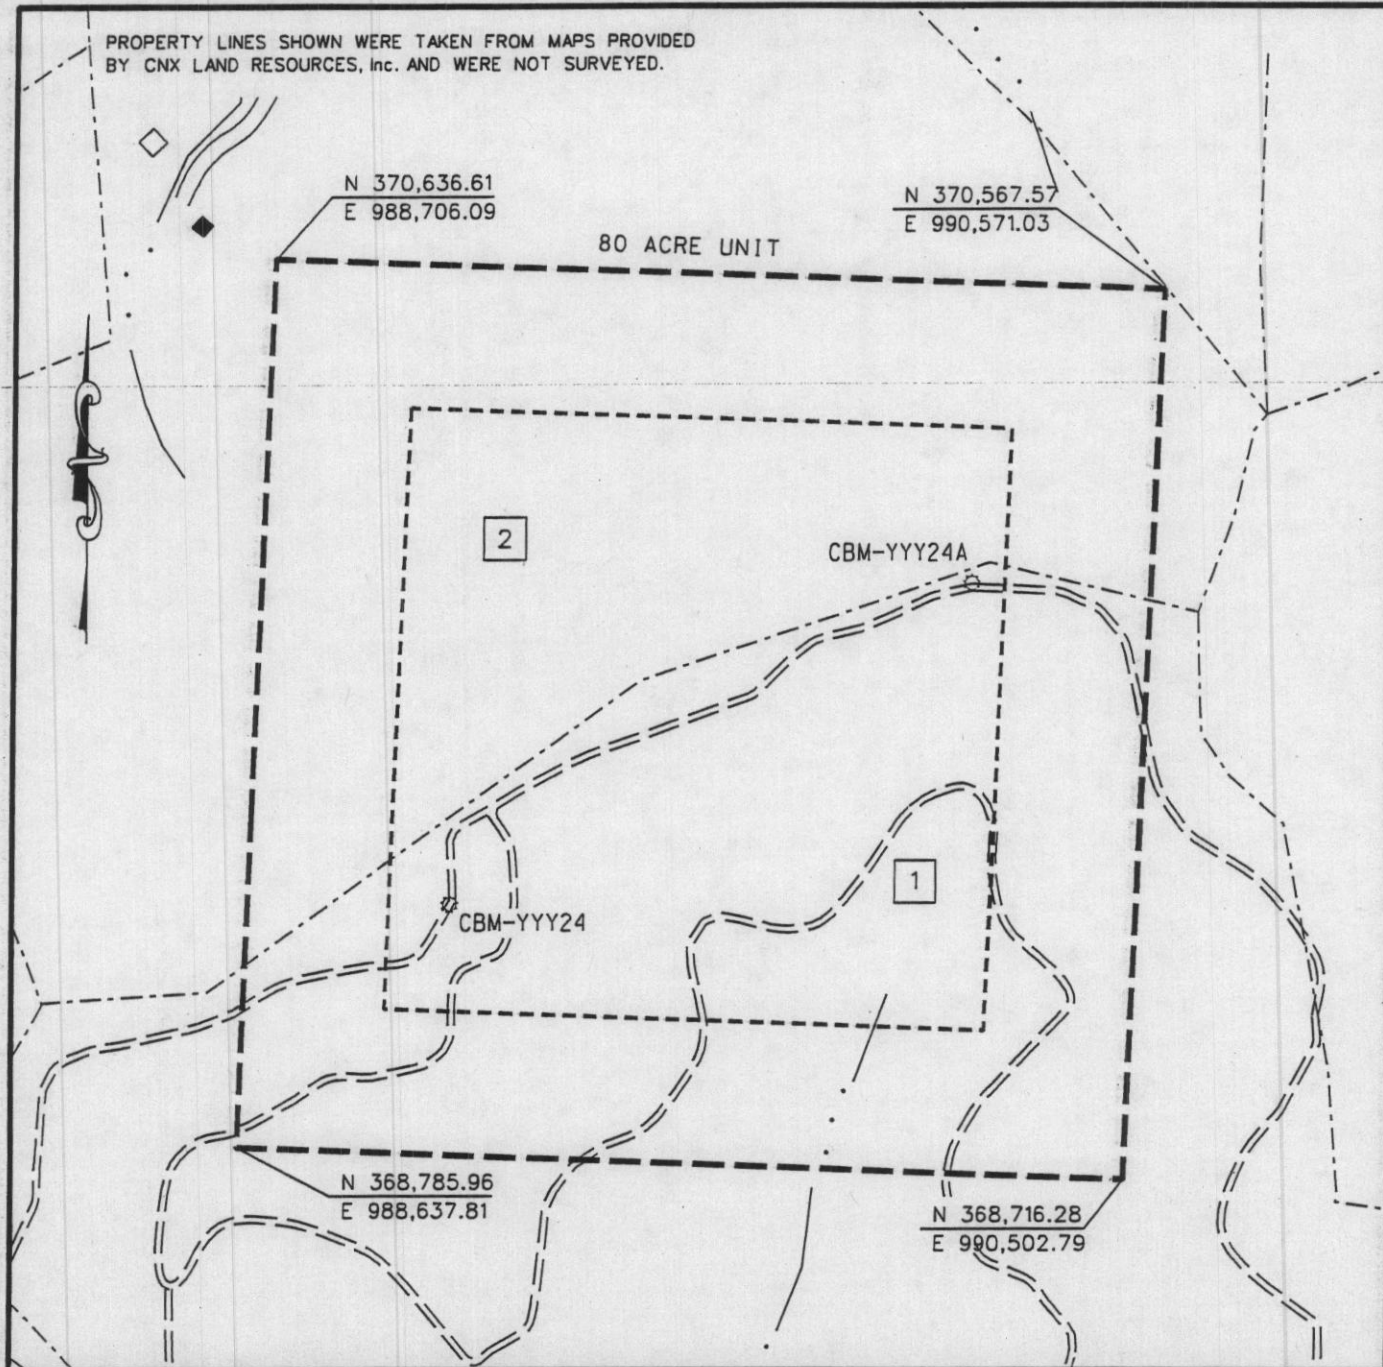 PROPERTY LINES SHOWN WERE TAKEN FROM MAPS PROVIDED
BY CNX LAND RESOURCES, Inc. AND WERE NOT SURVEYED.
N 370,636.61
E 988,706.09
N 370,567.57
E 990,571.03
80 ACRE UNIT
2
CBM-YYY24A
1
CBM-YYY24
N 368,785.96
E 988,637.81
N 368,716.28
E 990,502.79